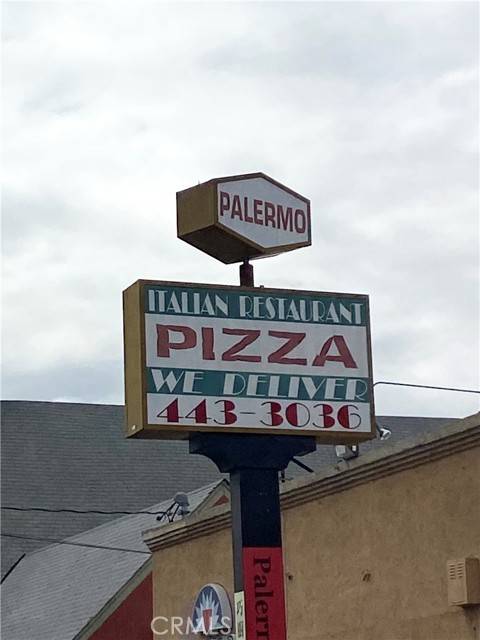 PALERMO
ITALIAN RESTAURANT
PIZZA
WE DELIVER
443-3036
Palerm
CRMLS